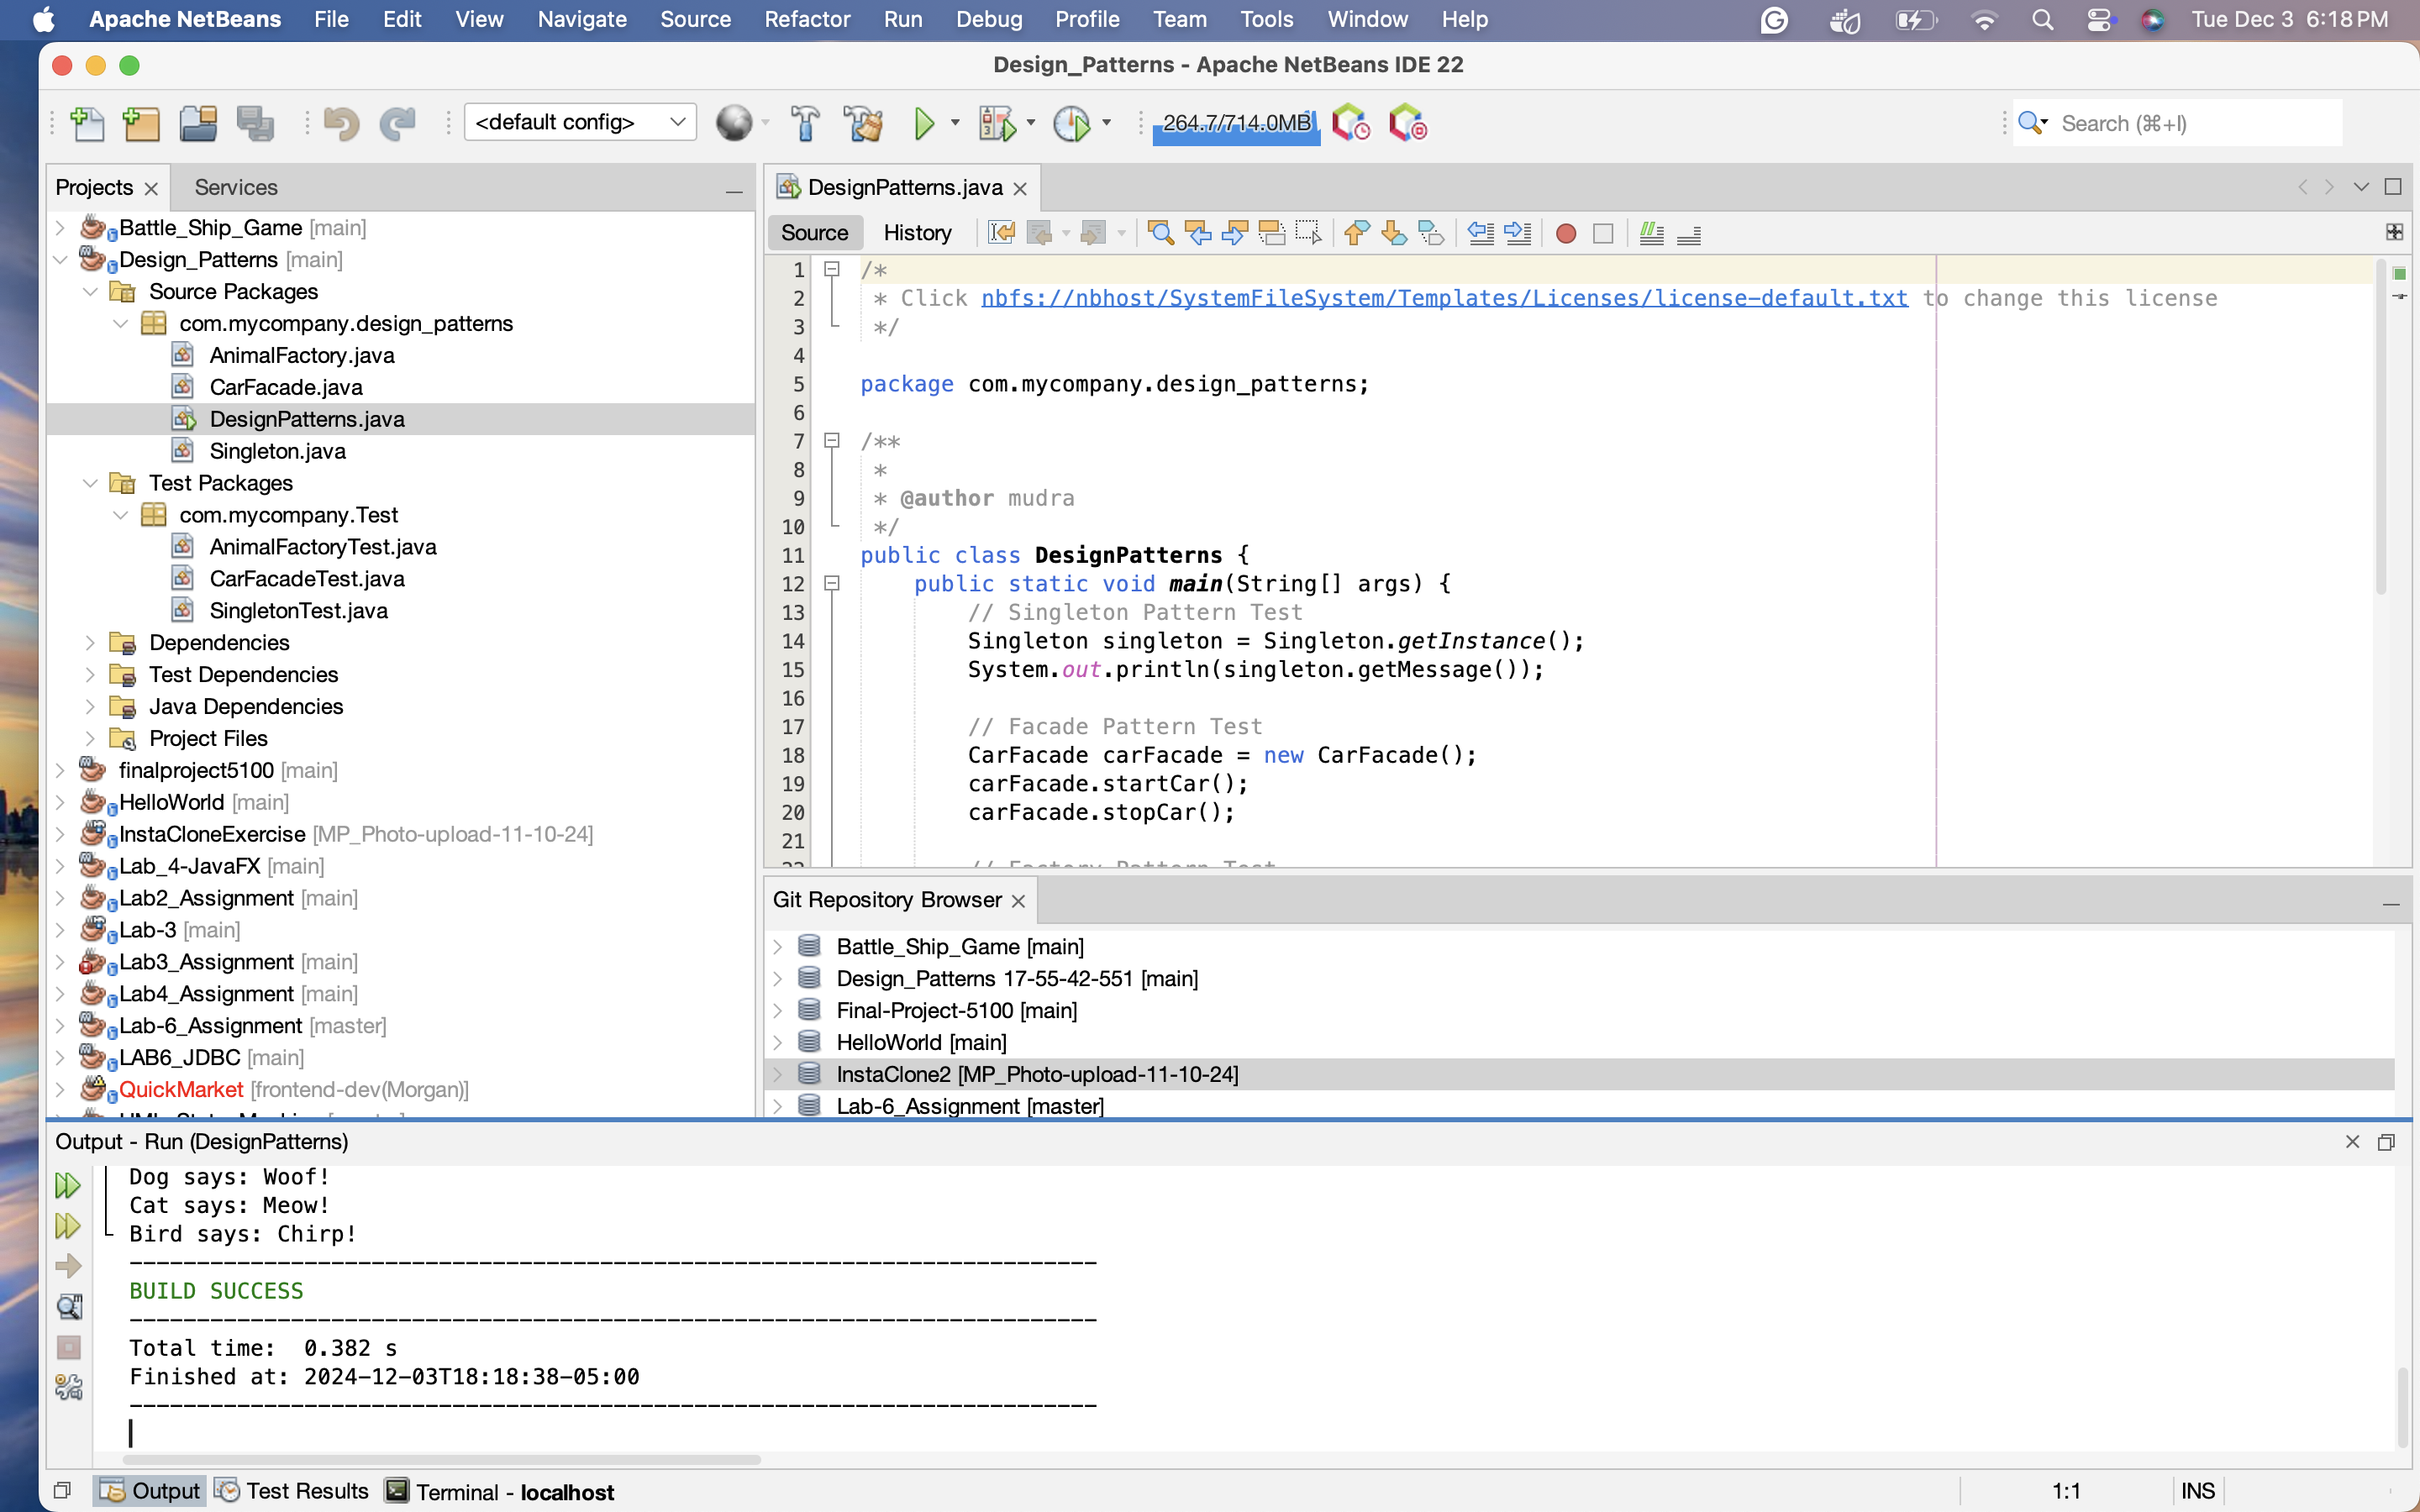 Apache NetBeans File Edit View Navigate Source Refactor Run Debug Profile Team Tools Window Help Tue Dec 3 6:18 PM
Design_Patterns - Apache NetBeans IDE 22
<default config> 264.7/714.0MB Search (⌘+I)
Projects Services
Battle_Ship_Game [main]
Design_Patterns [main]
Source Packages
com.mycompany.design_patterns
AnimalFactory.java
CarFacade.java
DesignPatterns.java
Singleton.java
Test Packages
com.mycompany.Test
AnimalFactoryTest.java
CarFacadeTest.java
SingletonTest.java
Dependencies
Test Dependencies
Java Dependencies
Project Files
finalproject5100 [main]
HelloWorld [main]
InstaCloneExercise [MP_Photo-upload-11-10-24]
Lab_4-JavaFX [main]
Lab2_Assignment [main]
Lab-3 [main]
Lab3_Assignment [main]
Lab4_Assignment [main]
Lab-6_Assignment [master]
LAB6_JDBC [main]
QuickMarket [frontend-dev(Morgan)]
DesignPatterns.java
Source History
1 /*
2 * Click nbfs://nbhost/SystemFileSystem/Templates/Licenses/license-default.txt to change this license
3 */
4
5 package com.mycompany.design_patterns;
6
7 /**
8 *
9 * @author mudra
10 */
11 public class DesignPatterns {
12 public static void main(String[] args) {
13 // Singleton Pattern Test
14 Singleton singleton = Singleton.getInstance();
15 System.out.println(singleton.getMessage());
16
17 // Facade Pattern Test
18 CarFacade carFacade = new CarFacade();
19 carFacade.startCar();
20 carFacade.stopCar();
21
22 // Factory Pattern Test
Git Repository Browser
Battle_Ship_Game [main]
Design_Patterns 17-55-42-551 [main]
Final-Project-5100 [main]
HelloWorld [main]
InstaClone2 [MP_Photo-upload-11-10-24]
Lab-6_Assignment [master]
Output - Run (DesignPatterns)
Dog says: Woof!
Cat says: Meow!
Bird says: Chirp!
------------------------------------------------------------------------
BUILD SUCCESS
------------------------------------------------------------------------
Total time:  0.382 s
Finished at: 2024-12-03T18:18:38-05:00
------------------------------------------------------------------------
Output Test Results Terminal - localhost 1:1 INS